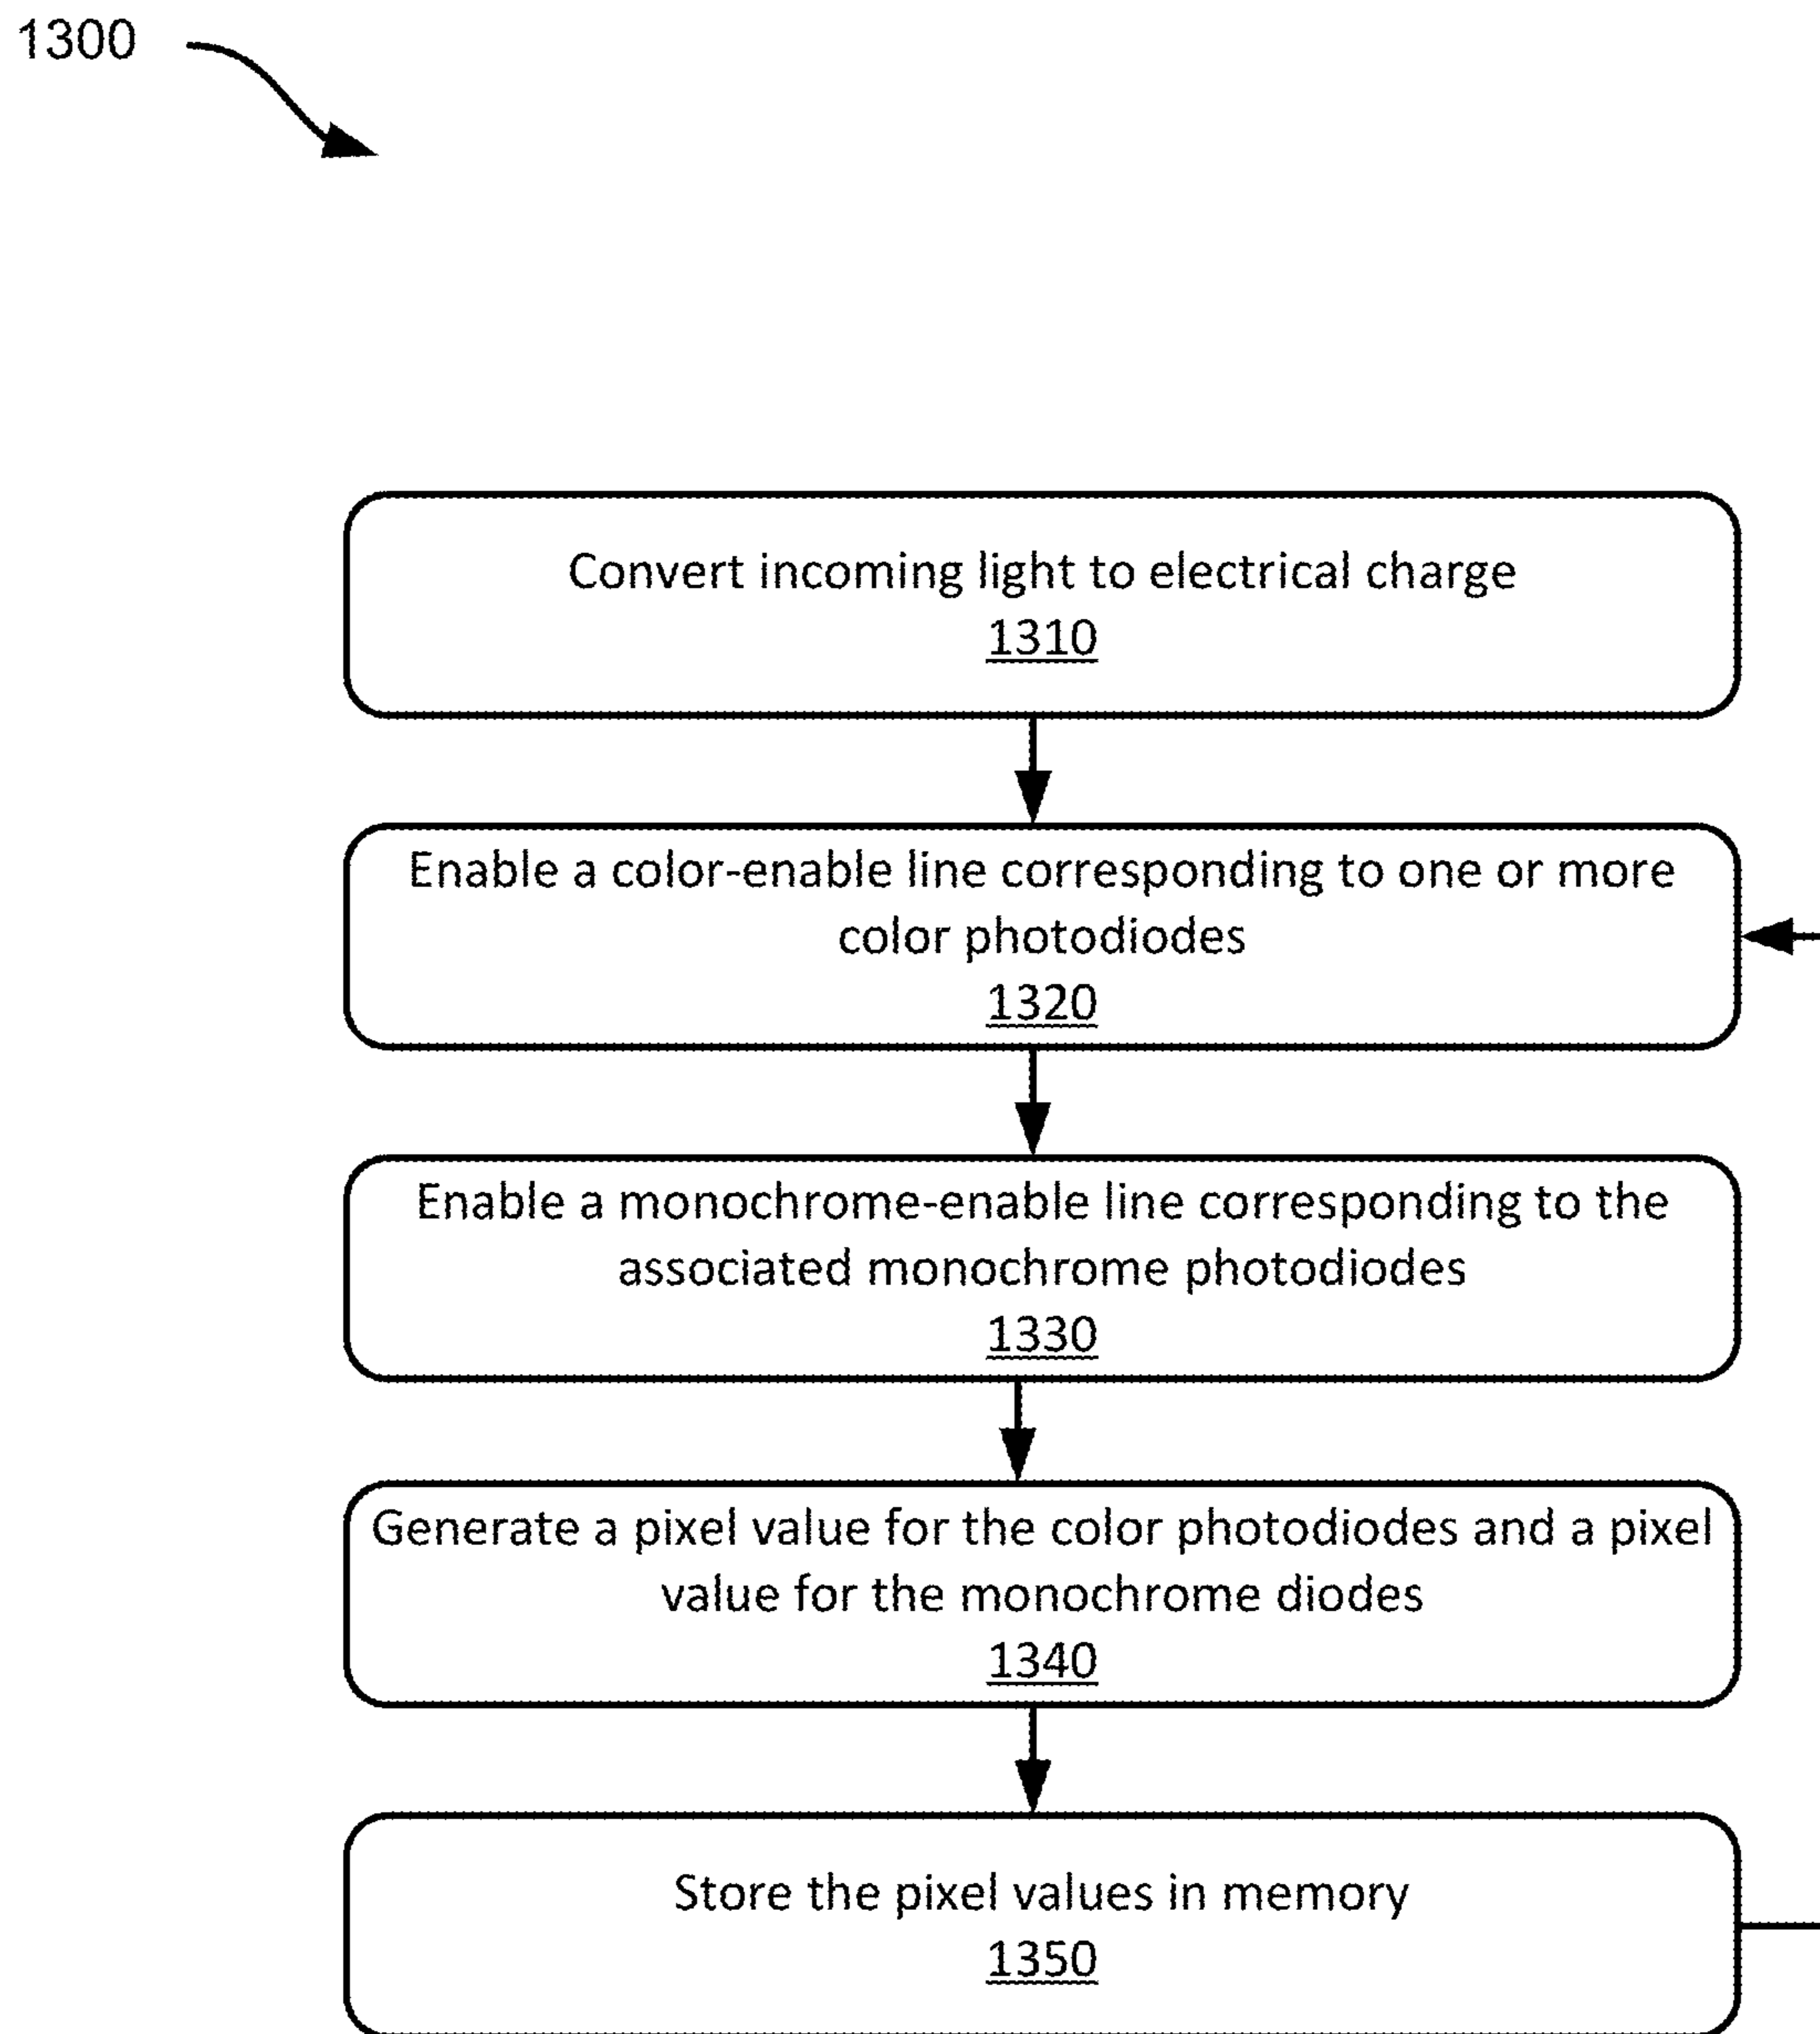 1300
Convert incoming light to electrical charge
1310
Enable a color-enable line corresponding to one or more
color photodiodes
1320
Enable a monochrome-enable line corresponding to the
associated monochrome photodiodes
1330
Generate a pixel value for the color photodiodes and a pixel
value for the monochrome diodes
1340
Store the pixel values in memory
1350